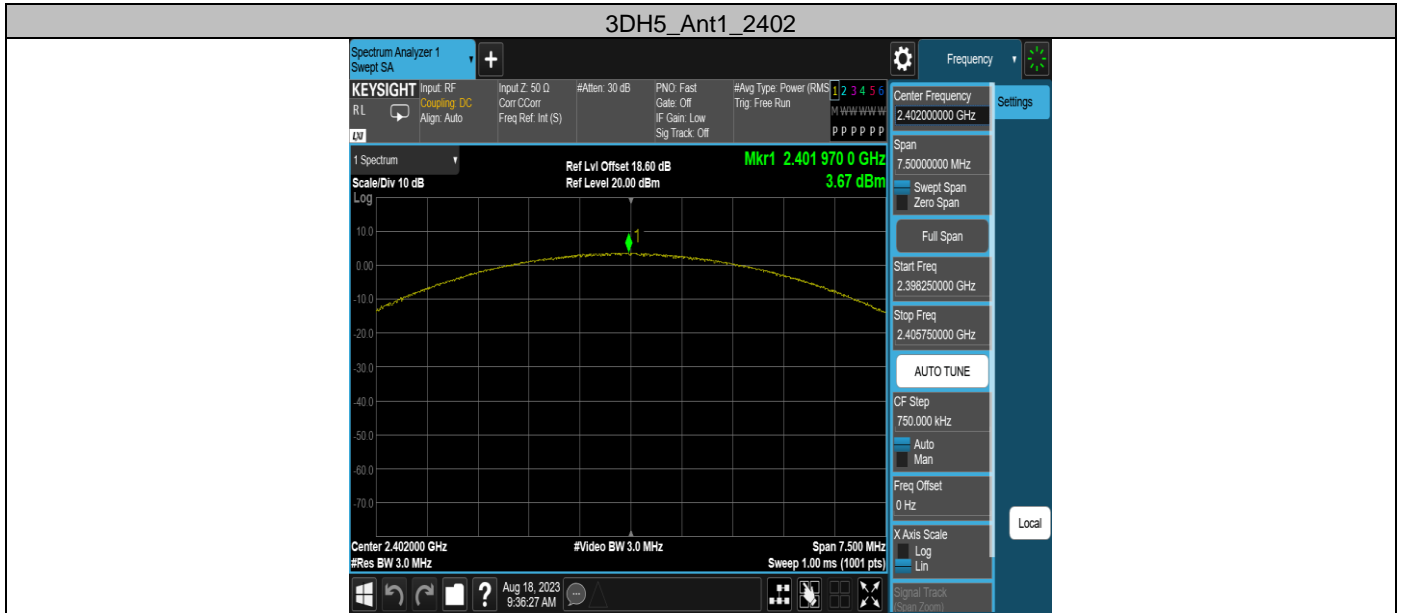 3DH5_Ant1_2402
Spectrum Analyzer 1
Swept SA
+
Frequency
KEYSIGHT
RL
LXI
Input: RF
Coupling: DC
Align: Auto
Input Z: 50 Ω
Corr CCorr
Freq Ref: Int (S)
#Atten: 30 dB
PNO: Fast
Gate: Off
IF Gain: Low
Sig Track: Off
#Avg Type: Power (RMS
Trig: Free Run
1 2 3 4 5 6
M W W W W W
P P P P P P
1 Spectrum
Scale/Div 10 dB
Log
Ref Lvl Offset 18.60 dB
Ref Level 20.00 dBm
Mkr1 2.401 970 0 GHz
3.67 dBm
1
10.0
0.00
-10.0
-20.0
-30.0
-40.0
-50.0
-60.0
-70.0
Center 2.402000 GHz
#Res BW 3.0 MHz
#Video BW 3.0 MHz
Span 7.500 MHz
Sweep 1.00 ms (1001 pts)
Center Frequency
2.402000000 GHz
Settings
Span
7.50000000 MHz
Swept Span
Zero Span
Full Span
Start Freq
2.398250000 GHz
Stop Freq
2.405750000 GHz
AUTO TUNE
CF Step
750.000 kHz
Auto
Man
Freq Offset
0 Hz
X Axis Scale
Log
Lin
Local
Signal Track
(Span Zoom)
?
Aug 18, 2023
9:36:27 AM